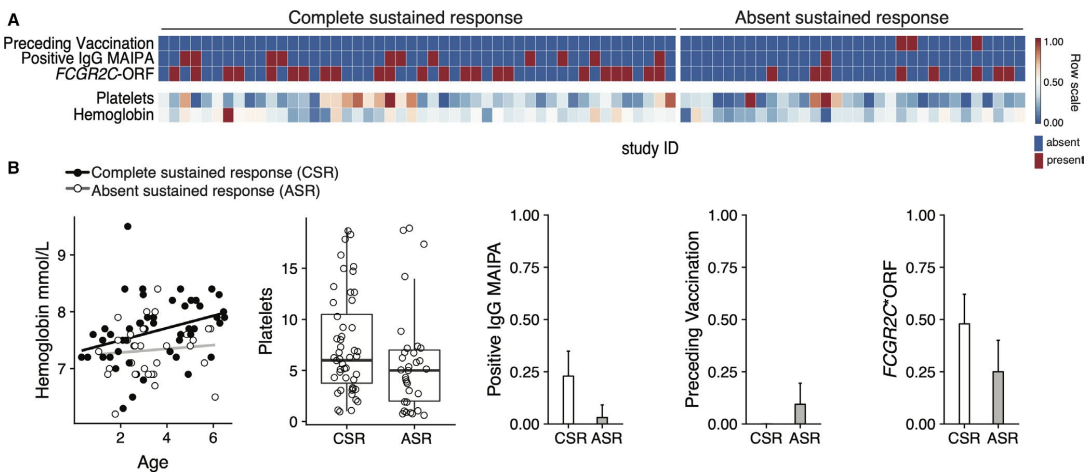 A
Complete sustained response
Absent sustained response
Preceding Vaccination
Positive IgG MAIPA
FCGR2C-ORF
Platelets
Hemoglobin
1.00
0.50
0.00
Row scale
absent
present
study ID
B
Complete sustained response (CSR)
Absent sustained response (ASR)
Hemoglobin mmol/L
9
8
7
2 4 6
Age
Platelets
15
10
5
0
CSR ASR
Positive IgG MAIPA
1.00
0.75
0.50
0.25
0.00
CSR ASR
Preceding Vaccination
1.00
0.75
0.50
0.25
0.00
CSR ASR
FCGR2C*ORF
1.00
0.75
0.50
0.25
0.00
CSR ASR